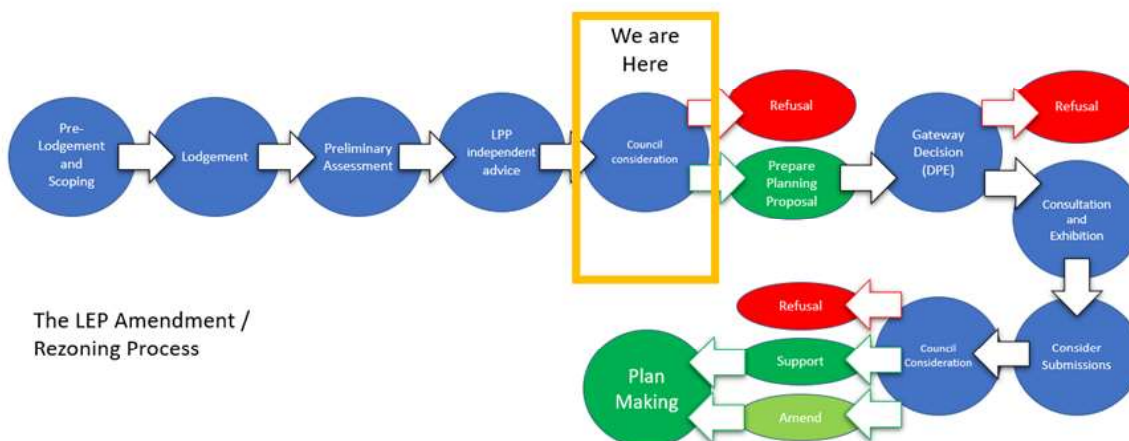 We are
Here
Pre-
Lodgement
and
Scoping
Lodgement
Preliminary
Assessment
LPP
independent
advice
Council
consideration
Refusal
Prepare
Planning
Proposal
Gateway
Decision
(DPE)
Refusal
Consultation
and
Exhibition
Consider
Submissions
Council
Consideration
Refusal
Support
Amend
Plan
Making
The LEP Amendment /
Rezoning Process